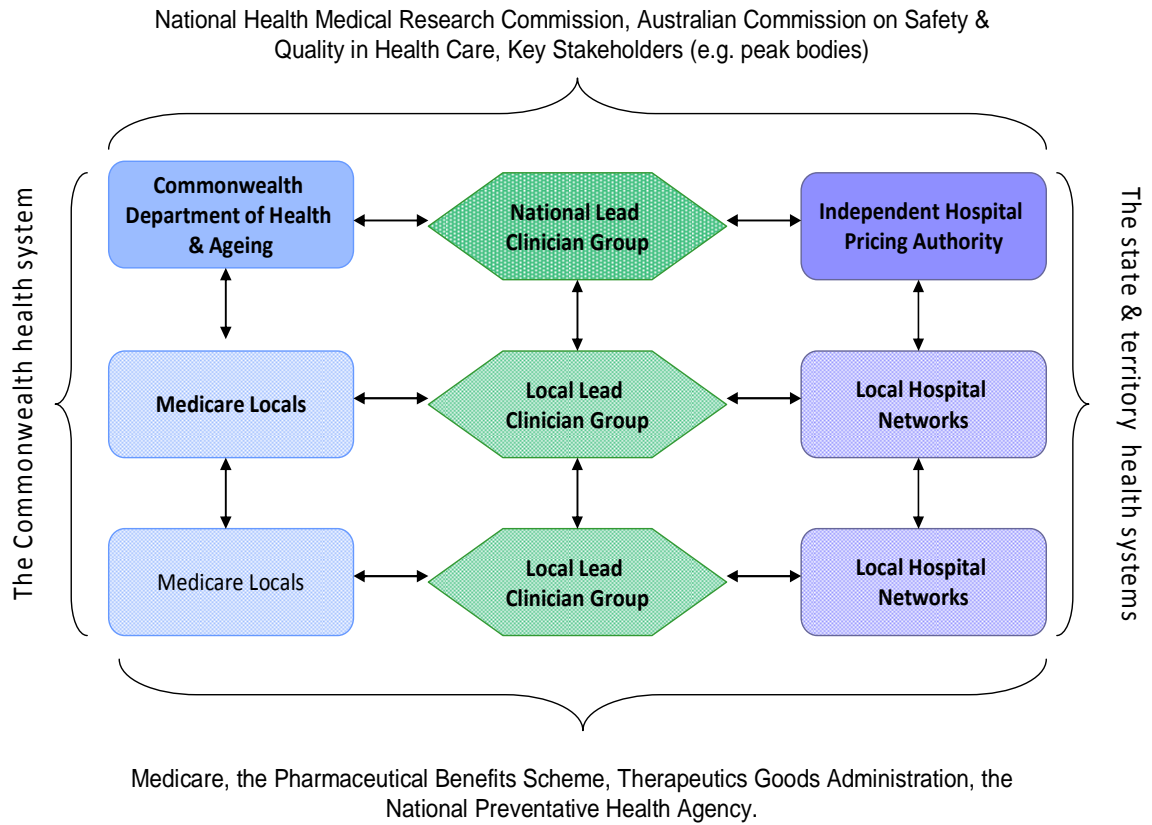 National Health Medical Research Commission, Australian Commission on Safety &
Quality in Health Care, Key Stakeholders (e.g. peak bodies)
The Commonwealth health system
Commonwealth
Department of Health
& Ageing
National Lead
Clinician Group
Independent Hospital
Pricing Authority
The state & territory health systems
Medicare Locals
Local Lead
Clinician Group
Local Hospital
Networks
Medicare Locals
Local Lead
Clinician Group
Local Hospital
Networks
Medicare, the Pharmaceutical Benefits Scheme, Therapeutics Goods Administration, the
National Preventative Health Agency.